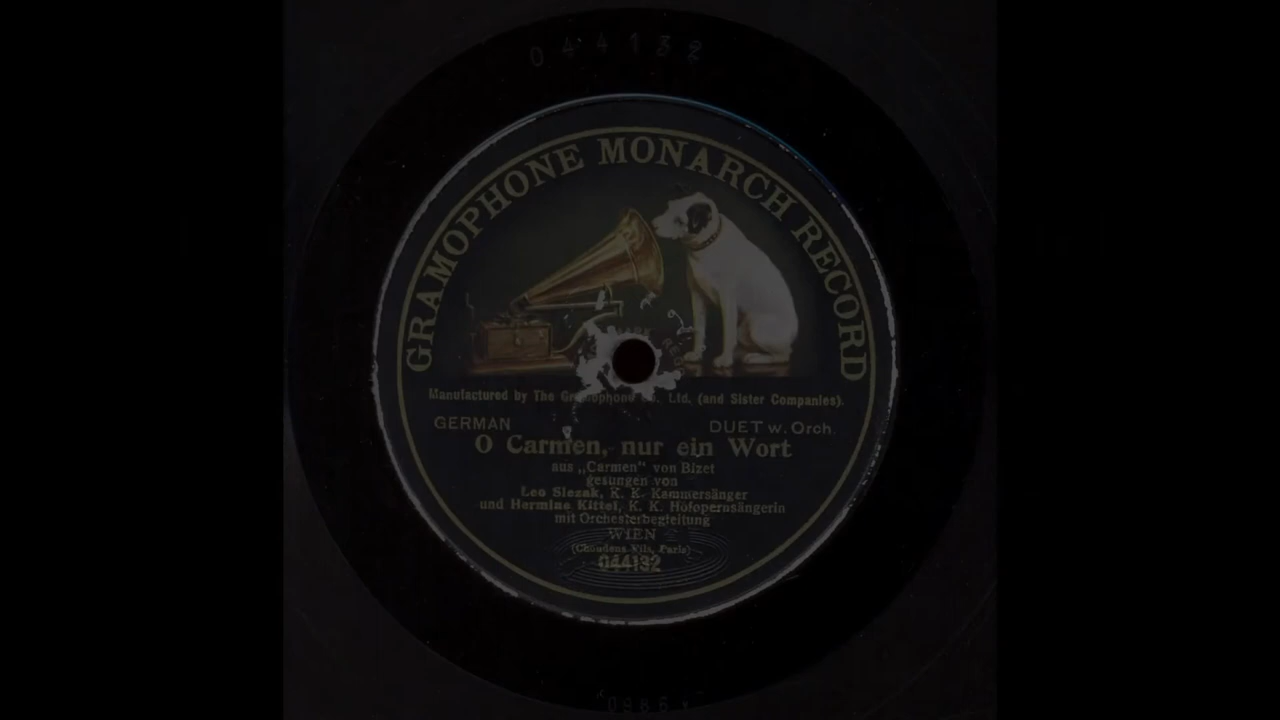 044132
GRAMOPHONE MONARCH RECORD
Manufactured by The Gramophone Co. Ltd. (and Sister Companies).
GERMAN DUET w. Orch.
O Carmen, nur ein Wort
aus „Carmen“ von Bizet
gesungen von
Leo Slezak, K. K. Kammersänger
und Hermine Kittel, K. K. Hofopernsängerin
mit Orchesterbegleitung
WIEN
(Choudens Paris)
044132